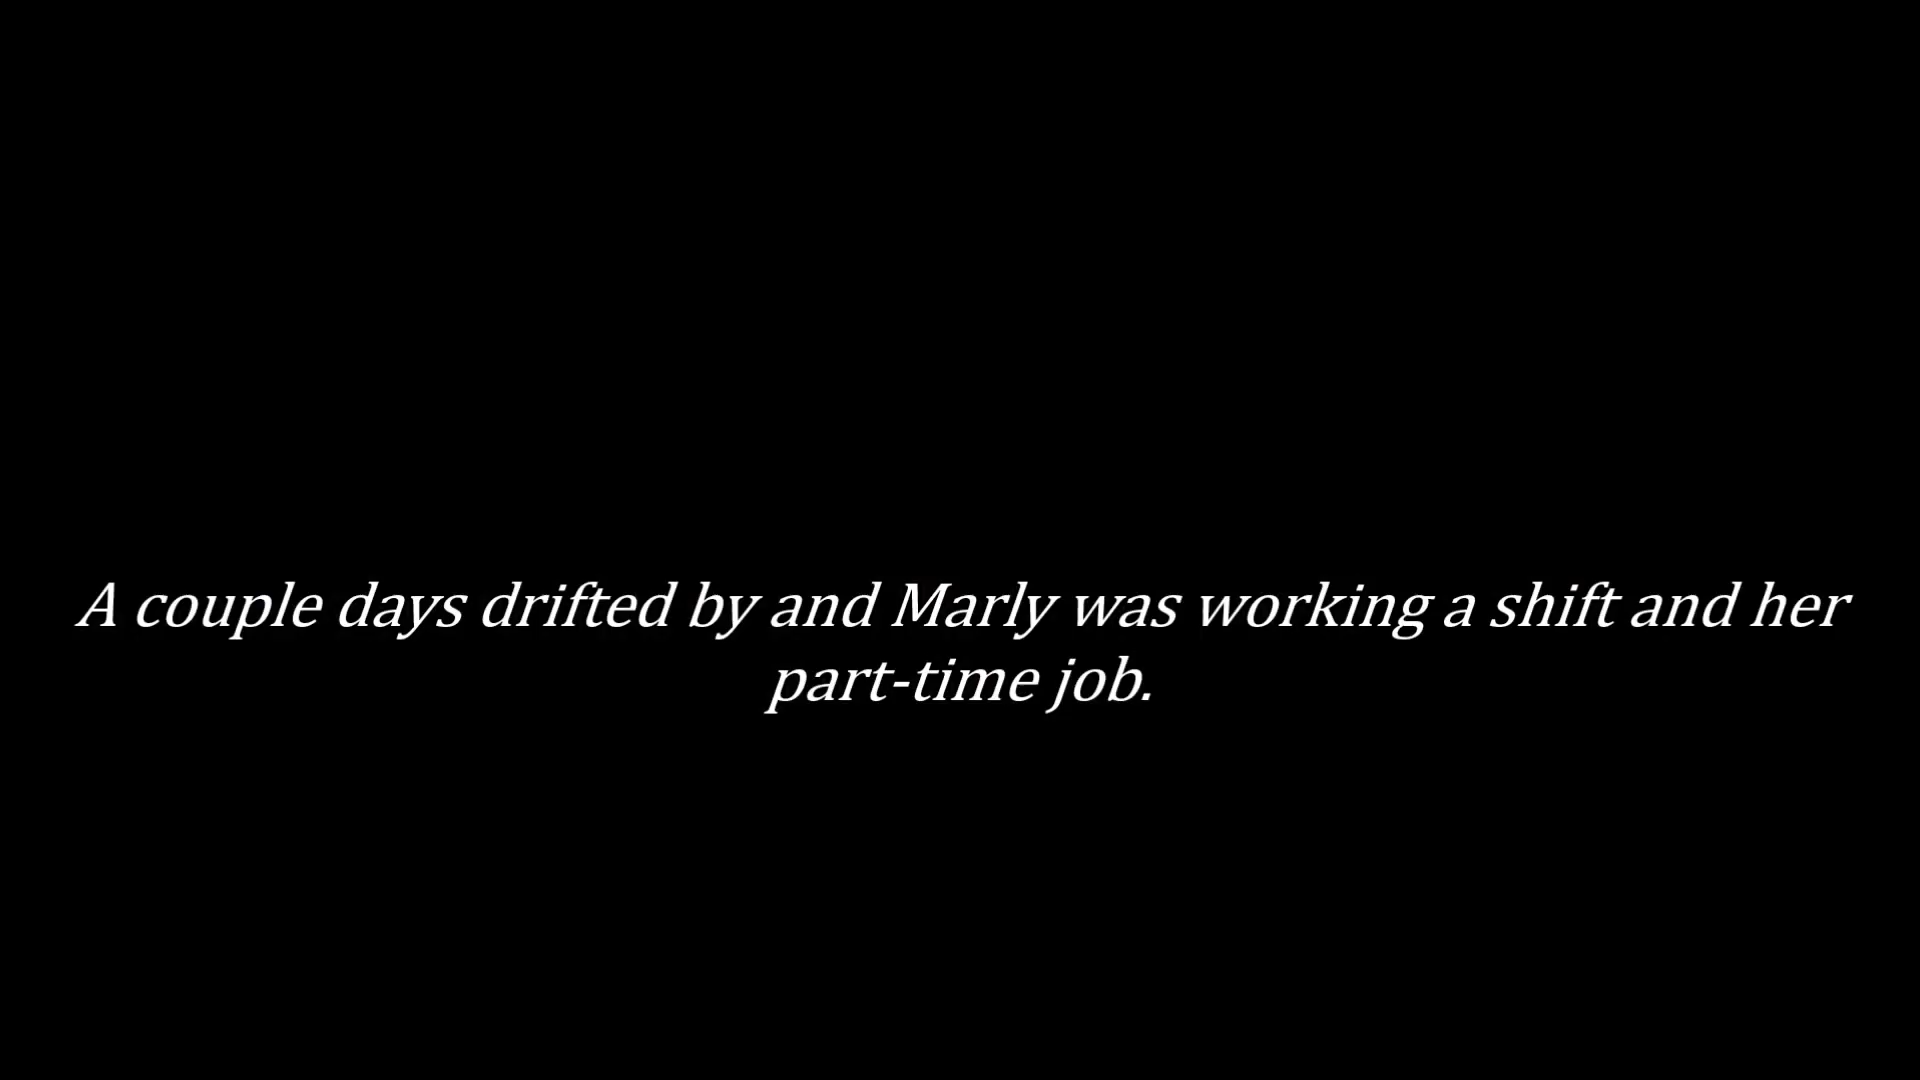 A couple days drifted by and Marly was working a shift and her
part-time job.